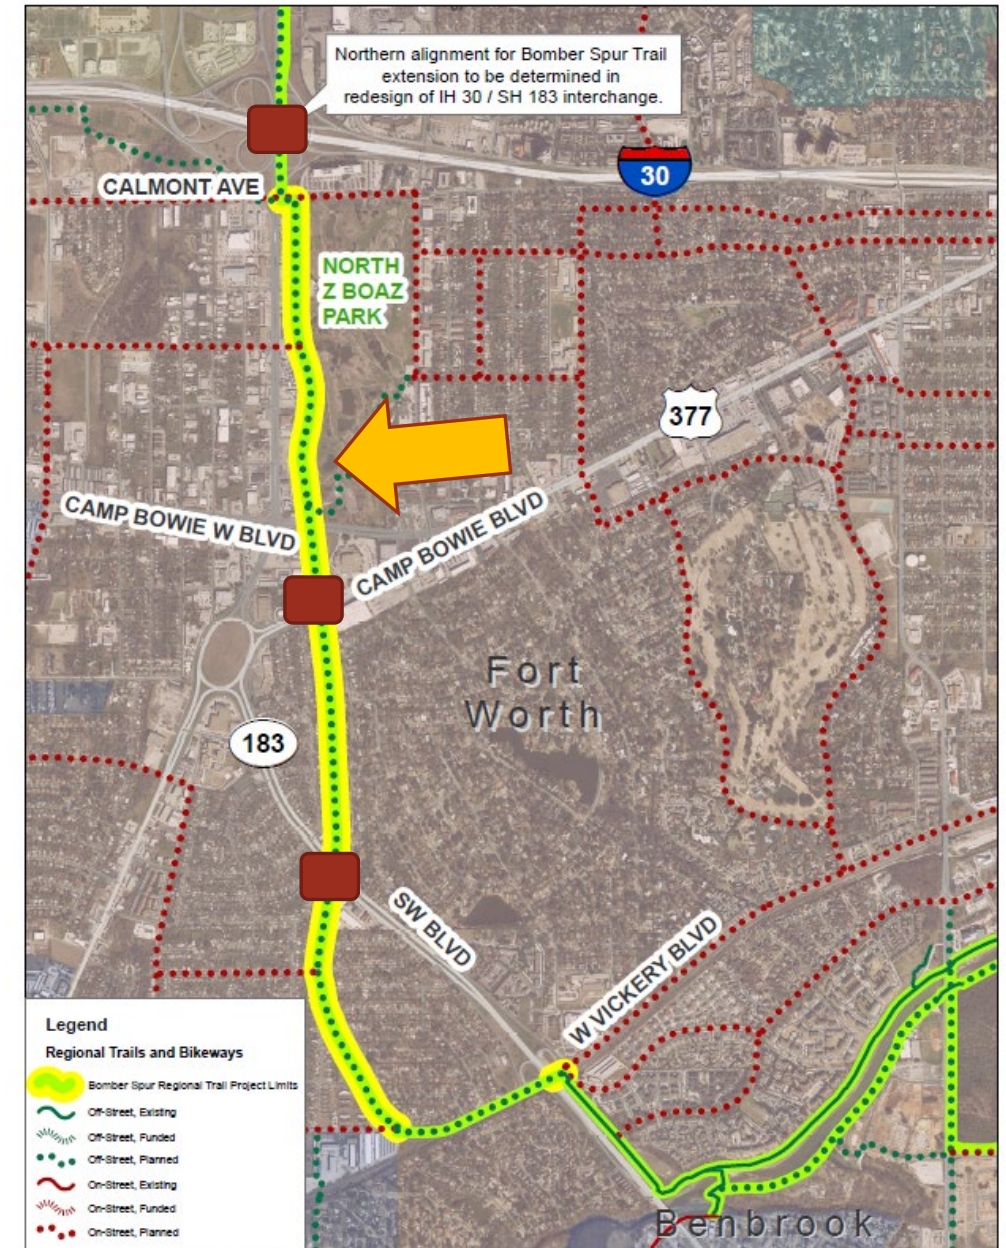 Northern alignment for Bomber Spur Trail
extension to be determined in
redesign of IH 30 / SH 183 interchange.
30
CALMONT AVE
NORTH
Z BOAZ
PARK
377
CAMP BOWIE W BLVD
CAMP BOWIE BLVD
Fort
Worth
183
SW BLVD
W VICKERY BLVD
Legend
Regional Trails and Bikeways
Bomber Spur Regional Trail Project Limits
Off-Street, Existing
Off-Street, Funded
Off-Street, Planned
On-Street, Existing
On-Street, Funded
On-Street, Planned
Benbrook